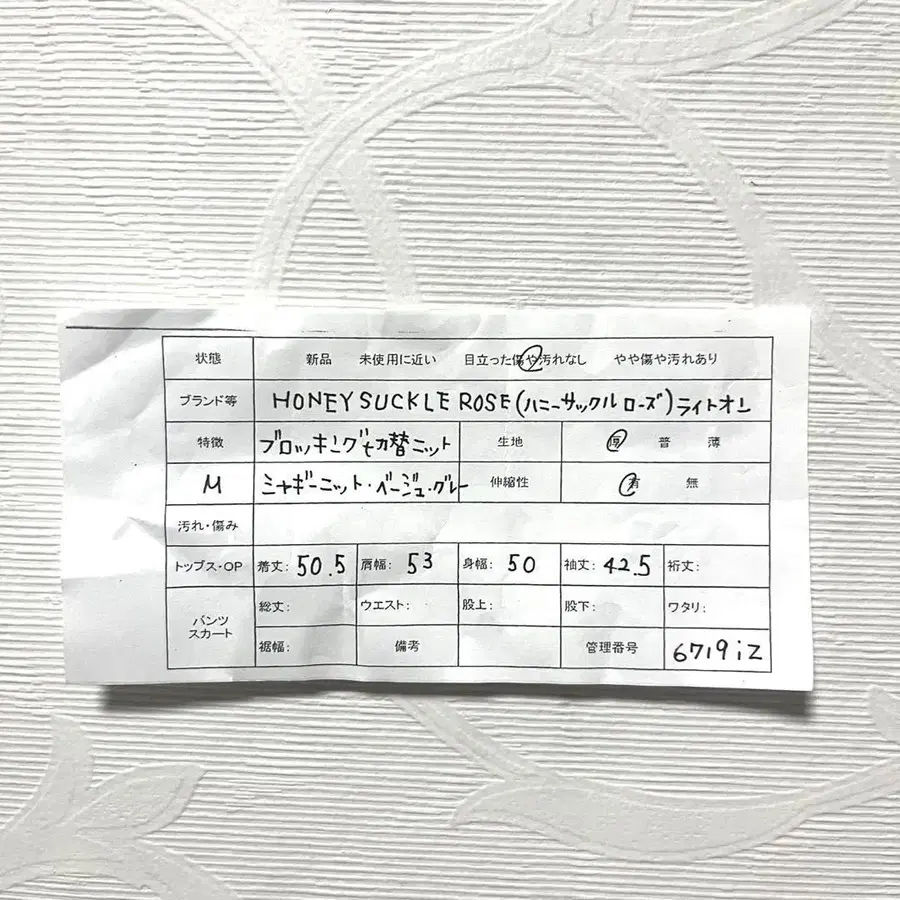 状態 新品 未使用に近い 目立った傷や汚れなし やや傷や汚れあり
ブランド等 HONEYSUCKLE ROSE(ハニーサックル ローズ)ライトオン
特徴 ブロッキング切替ニット 生地 厚 普 薄
M シャギーニット・ベージュ・グレー 伸縮性 有 無
汚れ・傷み
トップス・OP 着丈: 50.5 肩幅: 53 身幅: 50 袖丈: 42.5 裄丈:
パンツ スカート 総丈: ウエスト: 股上: 股下: ワタリ:
裾幅: 備考 管理番号 6719iZ